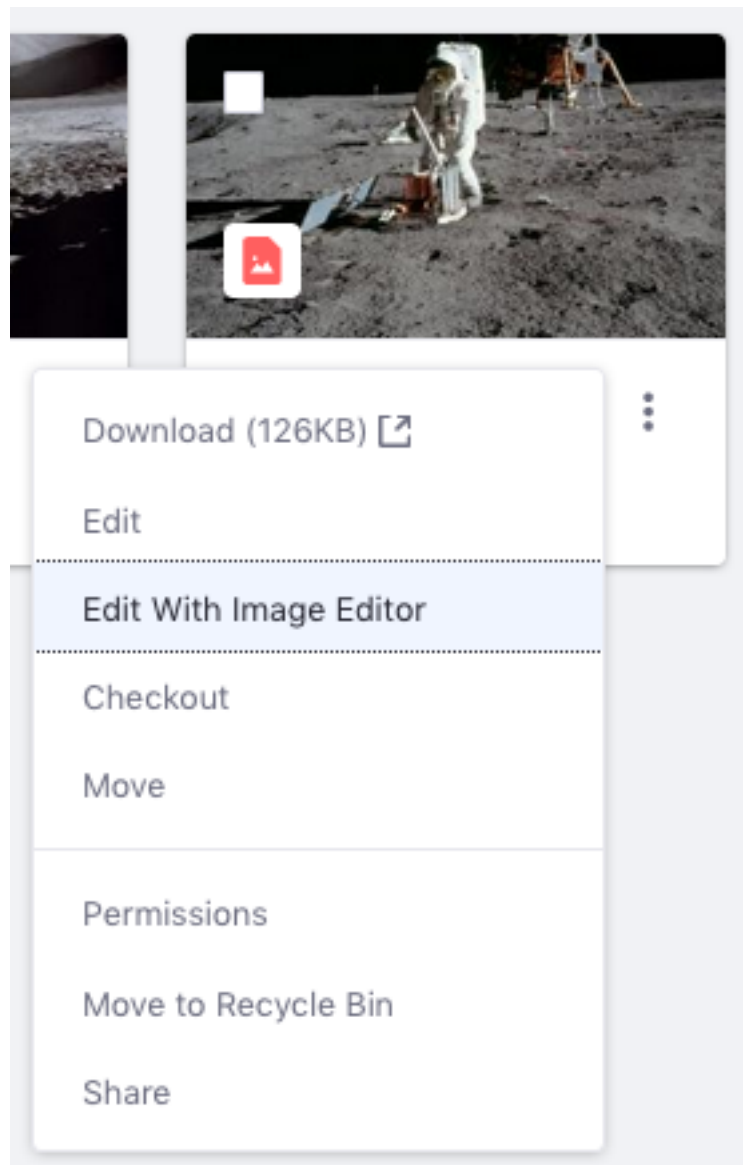 Download (126KB)
Edit
Edit With Image Editor
Checkout
Move
Permissions
Move to Recycle Bin
Share